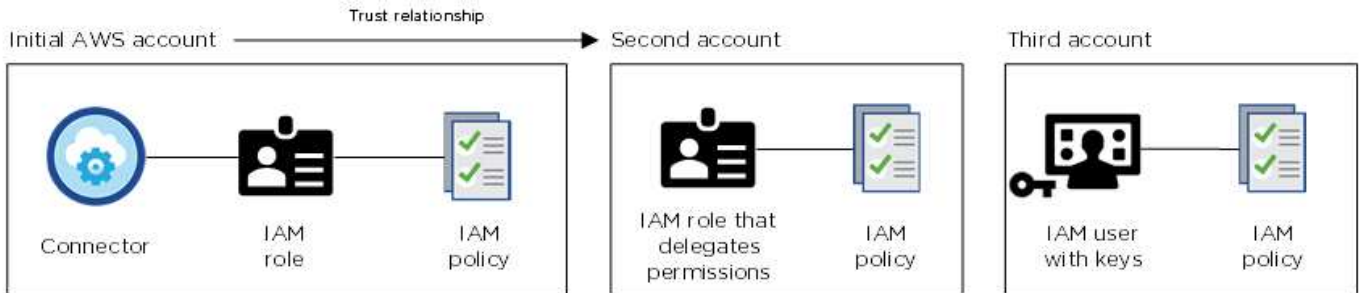 Trust relationship
Initial AWS account
Second account
Third account
Connector
IAM
role
IAM
policy
IAM role that
delegates
permissions
IAM
policy
IAM user
with keys
IAM
policy